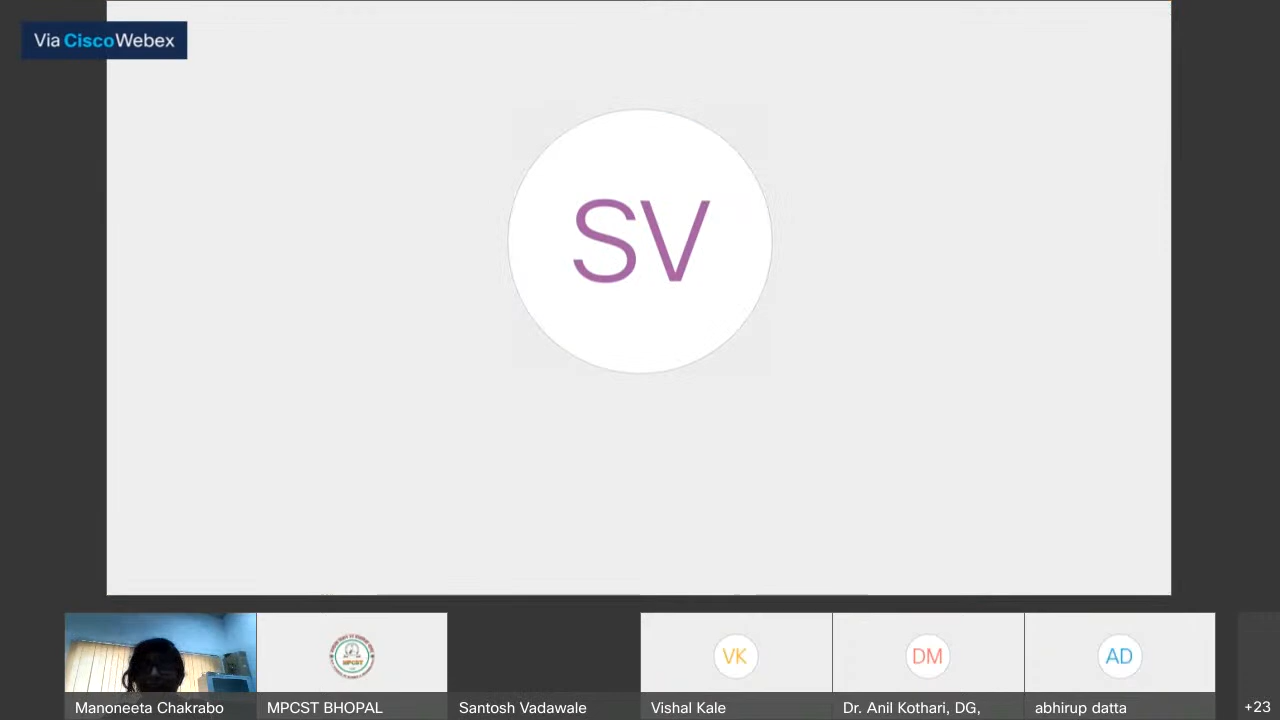 Via CiscoWebex
SV
MPCST
VK
DM
AD
Manoneeta Chakrabo
MPCST BHOPAL
Santosh Vadawale
Vishal Kale
Dr. Anil Kothari, DG,
abhirup datta
+23